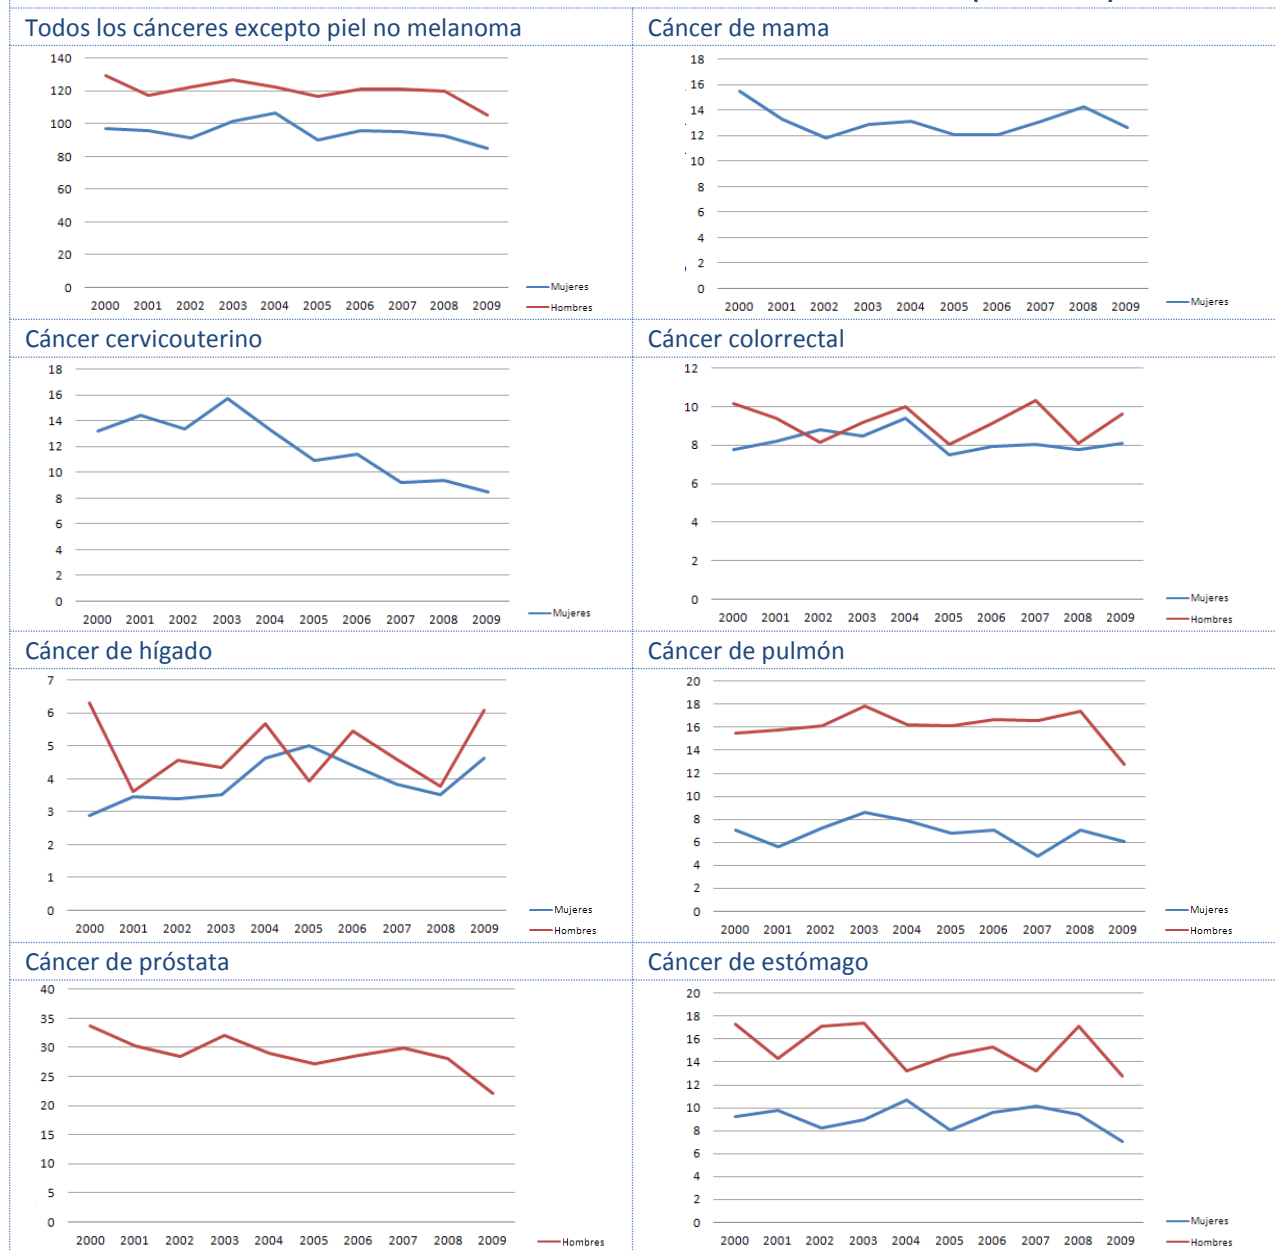 Todos los cánceres excepto piel no melanoma
140
120
100
80
60
40
20
0
2000 2001 2002 2003 2004 2005 2006 2007 2008 2009
Mujeres
Hombres
Cáncer de mama
18
16
14
12
10
8
6
4
2
0
2000 2001 2002 2003 2004 2005 2006 2007 2008 2009
Mujeres
Cáncer cervicouterino
18
16
14
12
10
8
6
4
2
0
2000 2001 2002 2003 2004 2005 2006 2007 2008 2009
Mujeres
Cáncer colorrectal
12
10
8
6
4
2
0
2000 2001 2002 2003 2004 2005 2006 2007 2008 2009
Mujeres
Hombres
Cáncer de hígado
7
6
5
4
3
2
1
0
2000 2001 2002 2003 2004 2005 2006 2007 2008 2009
Mujeres
Hombres
Cáncer de pulmón
20
18
16
14
12
10
8
6
4
2
0
2000 2001 2002 2003 2004 2005 2006 2007 2008 2009
Mujeres
Hombres
Cáncer de próstata
40
35
30
25
20
15
10
5
0
2000 2001 2002 2003 2004 2005 2006 2007 2008 2009
Hombres
Cáncer de estómago
20
18
16
14
12
10
8
6
4
2
0
2000 2001 2002 2003 2004 2005 2006 2007 2008 2009
Mujeres
Hombres